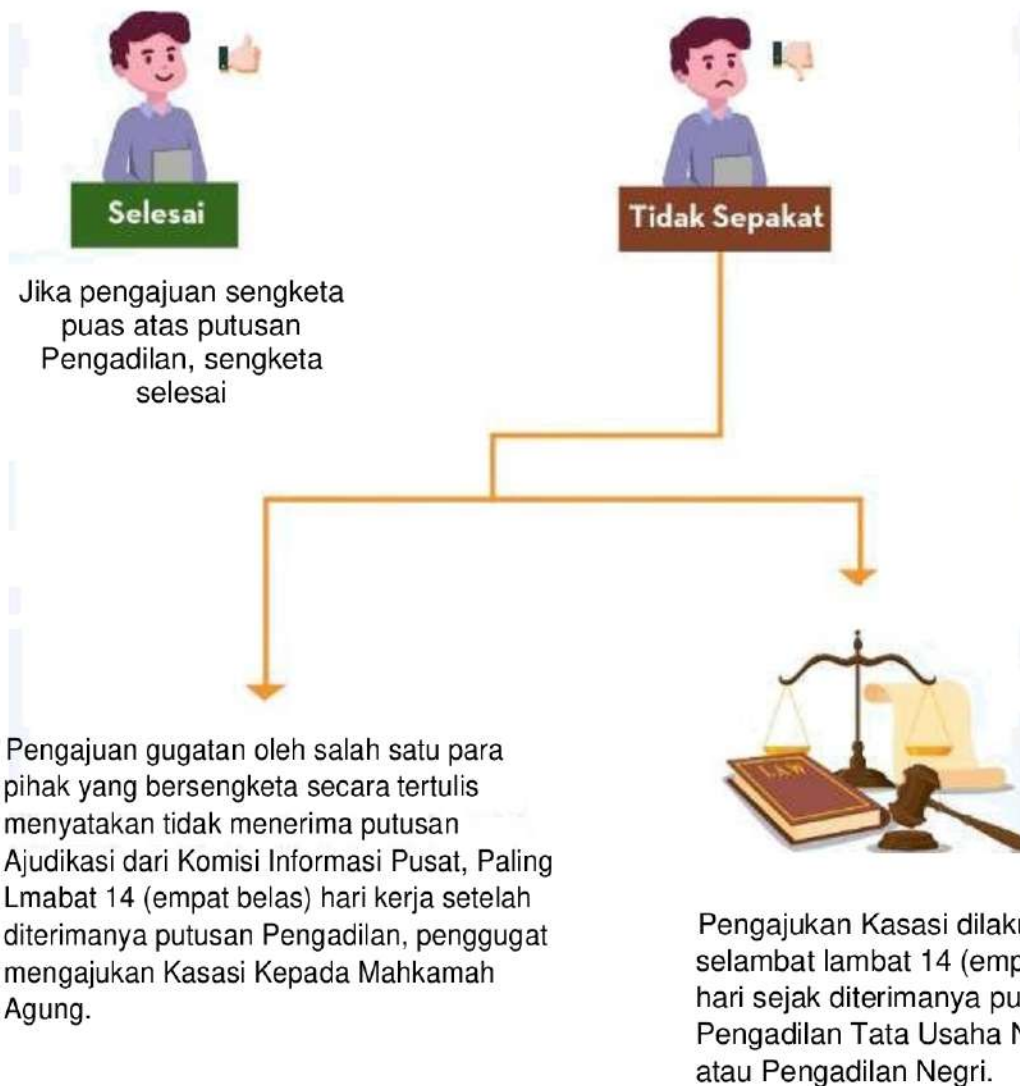 Selesai
Tidak Sepakat
Jika pengajuan sengketa
puas atas putusan
Pengadilan, sengketa
selesai
Pengajuan gugatan oleh salah satu para
pihak yang bersengketa secara tertulis
menyatakan tidak menerima putusan
Ajudikasi dari Komisi Informasi Pusat, Paling
Lmabat 14 (empat belas) hari kerja setelah
diterimanya putusan Pengadilan, penggugat
mengajukan Kasasi Kepada Mahkamah
Agung.
LAW
Pengajukan Kasasi
selambat lambat 14
hari sejak diterimanya
Pengadilan Tata Usaha
atau Pengadilan Negri.